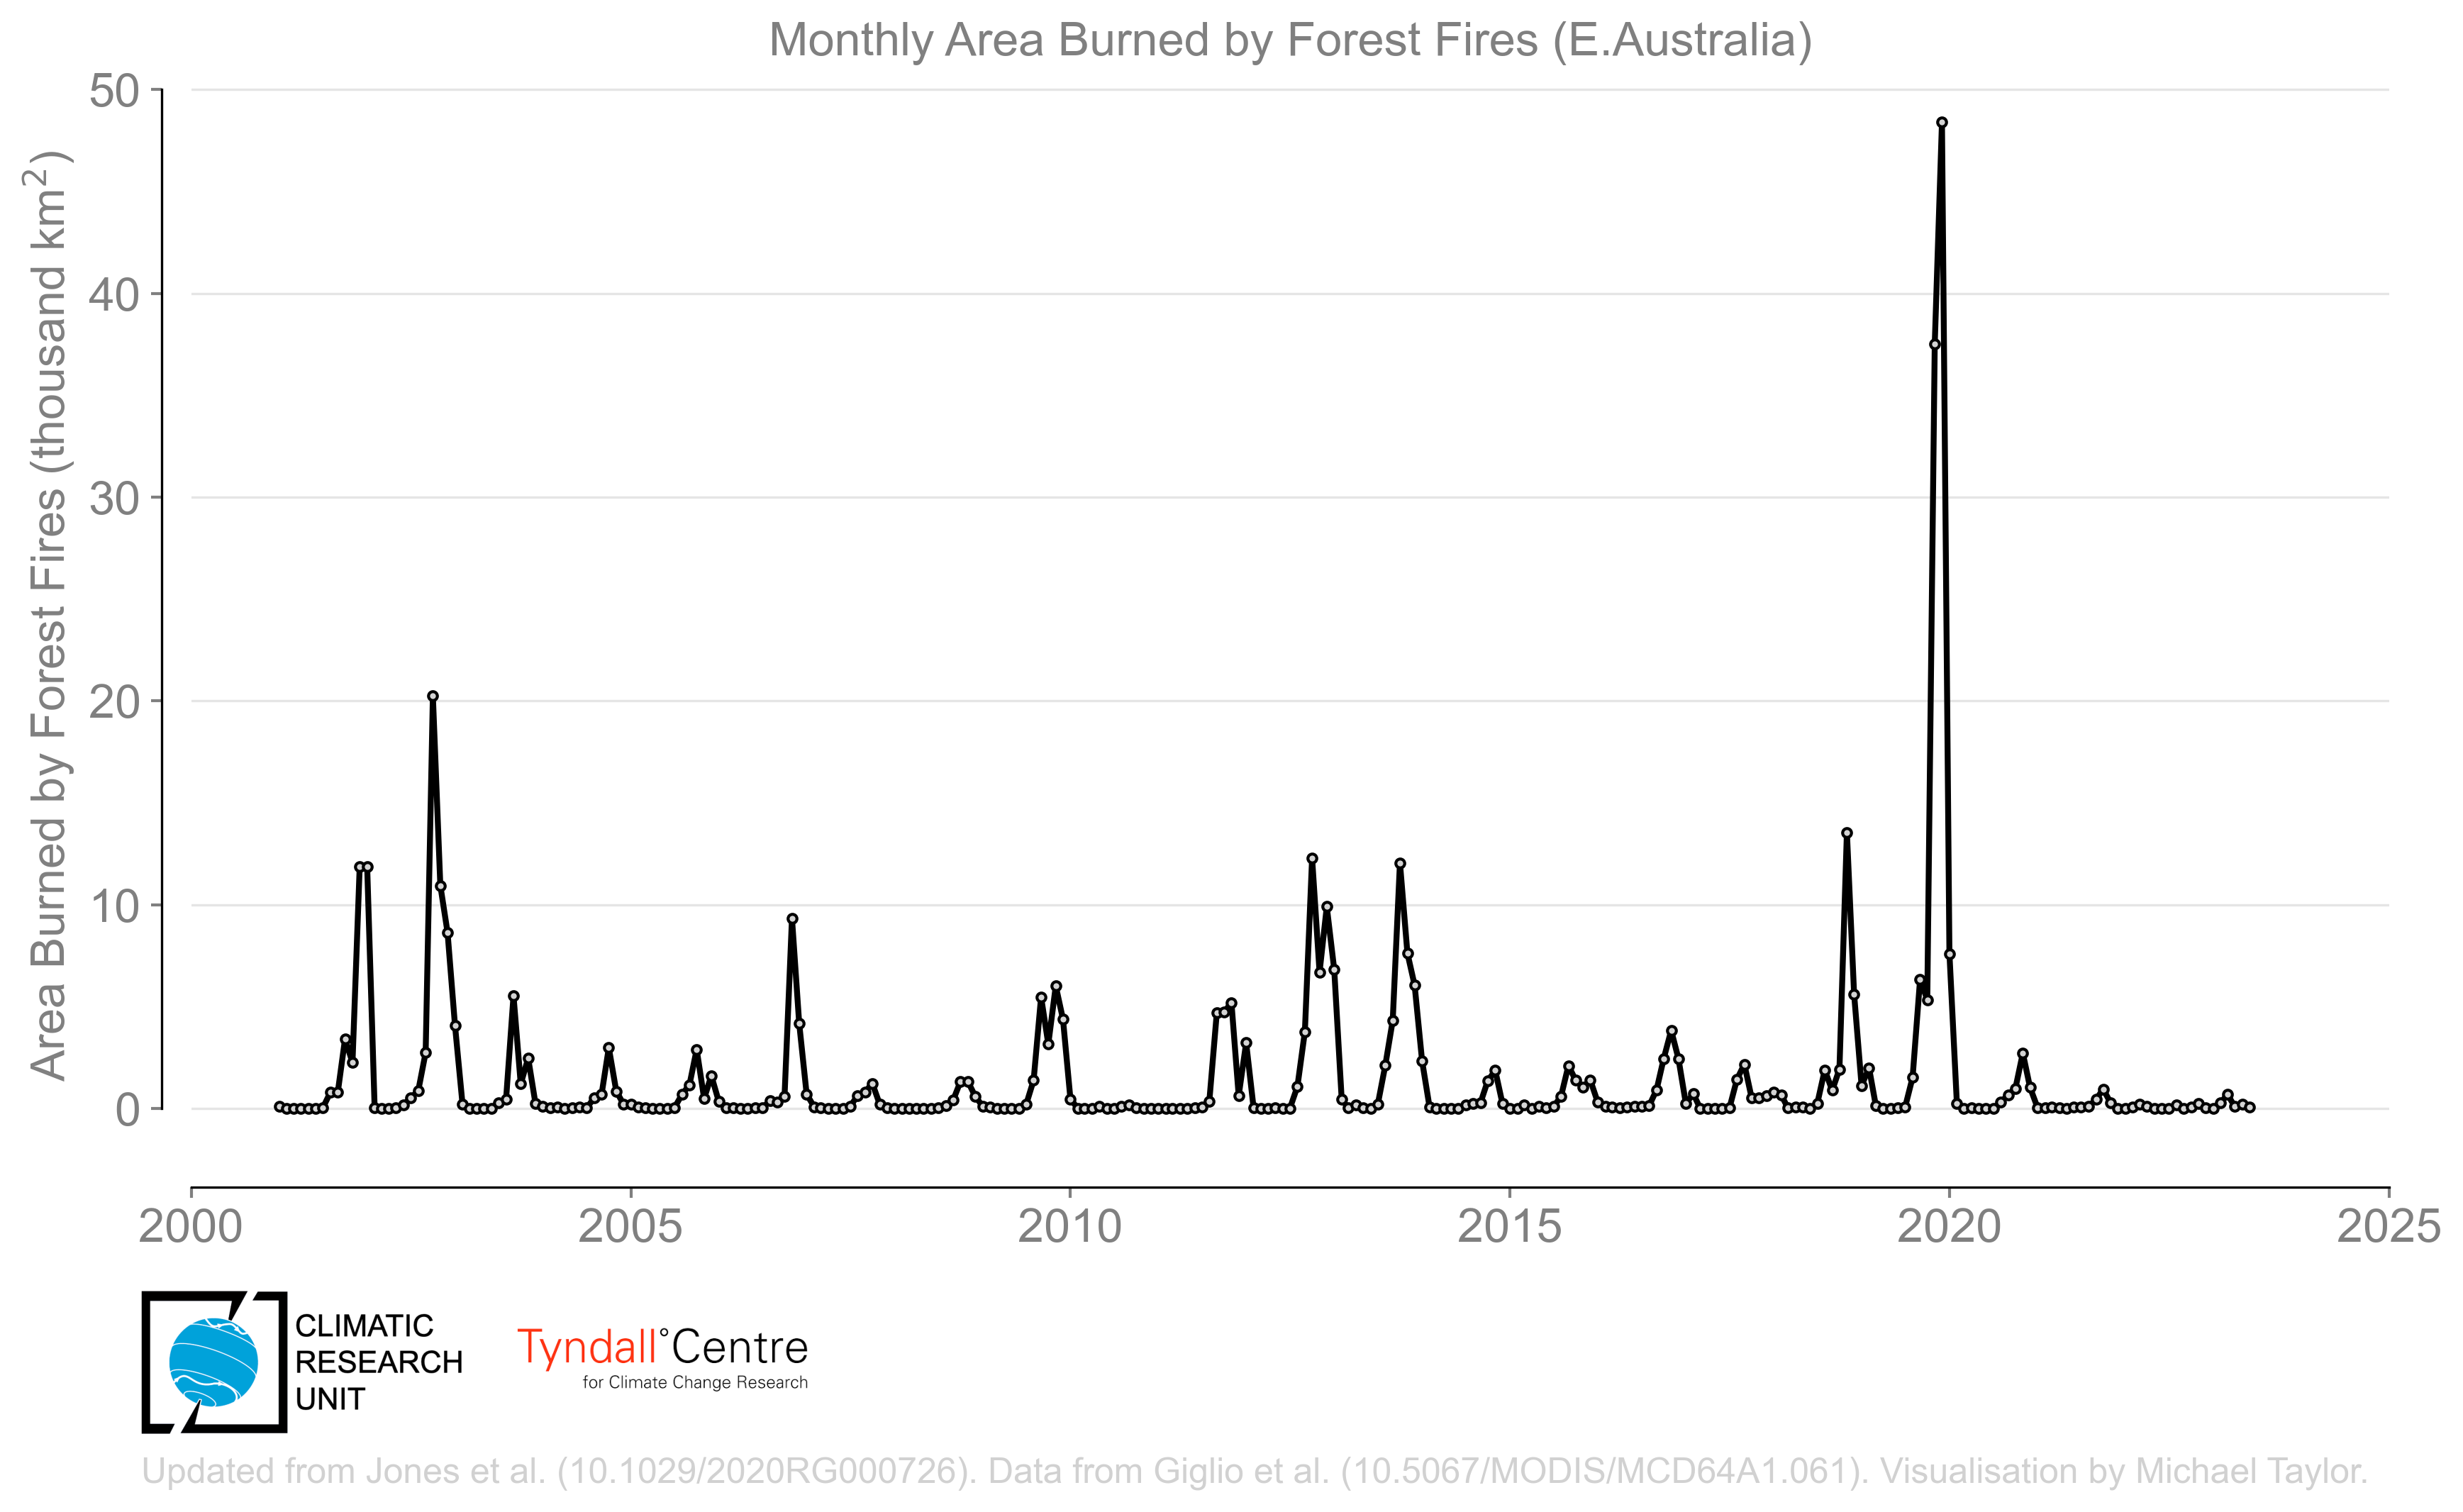 Monthly Area Burned by Forest Fires (E.Australia)
Area Burned by Forest Fires (thousand km²)
50
40
30
20
10
0
2000 2005 2010 2015 2020 2025
CLIMATIC
RESEARCH
UNIT
Tyndall°Centre
for Climate Change Research
Updated from Jones et al. (10.1029/2020RG000726). Data from Giglio et al. (10.5067/MODIS/MCD64A1.061). Visualisation by Michael Taylor.